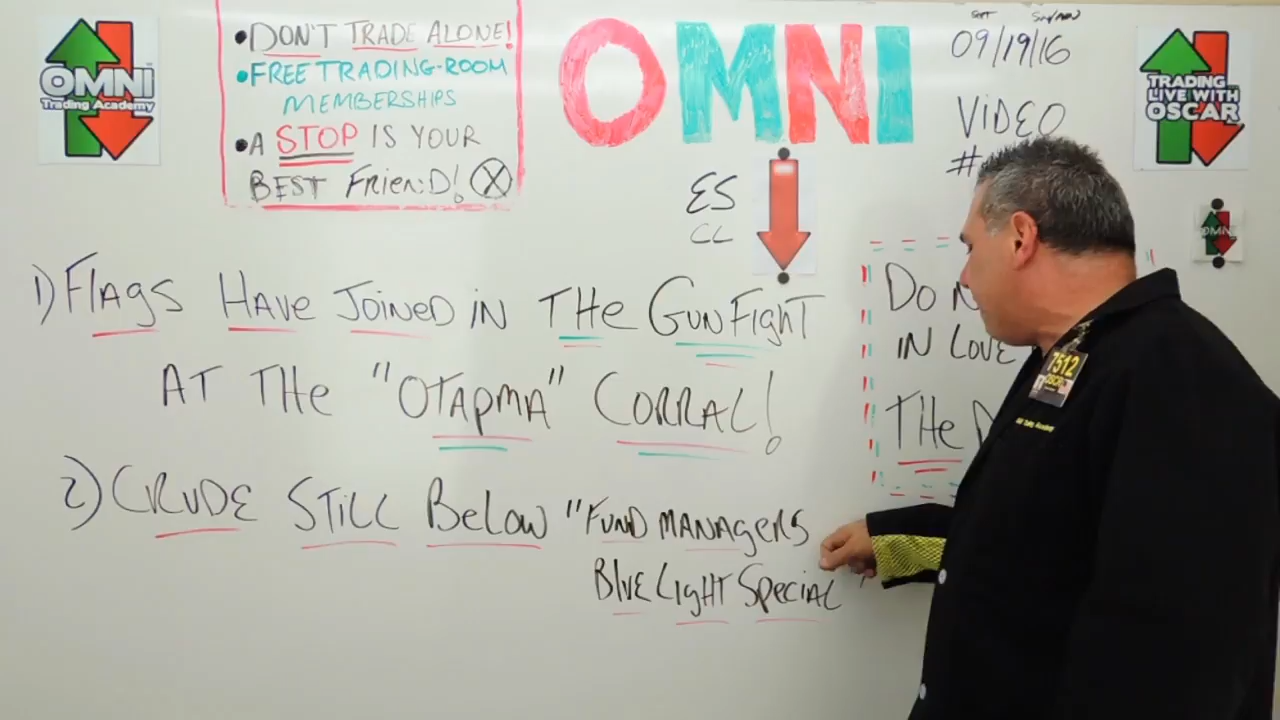 OMNI
Trading Academy
•DON'T TRADE ALONE!
•FREE TRADING-ROOM
MEMBERSHIPS
•A STOP IS YOUR
BEST FrienD! X
OMNI
ES
CL
09/19/16
VIDEO
#
TRADING
LIVE WITH
OSCAR
OMNI
1) Flags HAVE JOINED IN THE GUNFighT
AT THE "OTAPMA" CORRAL!
2) CRUDE STILL BELOW "FUND MANAGERS
BlUE LighT SpeciAL"
DO
IN LOVE
THE
7512